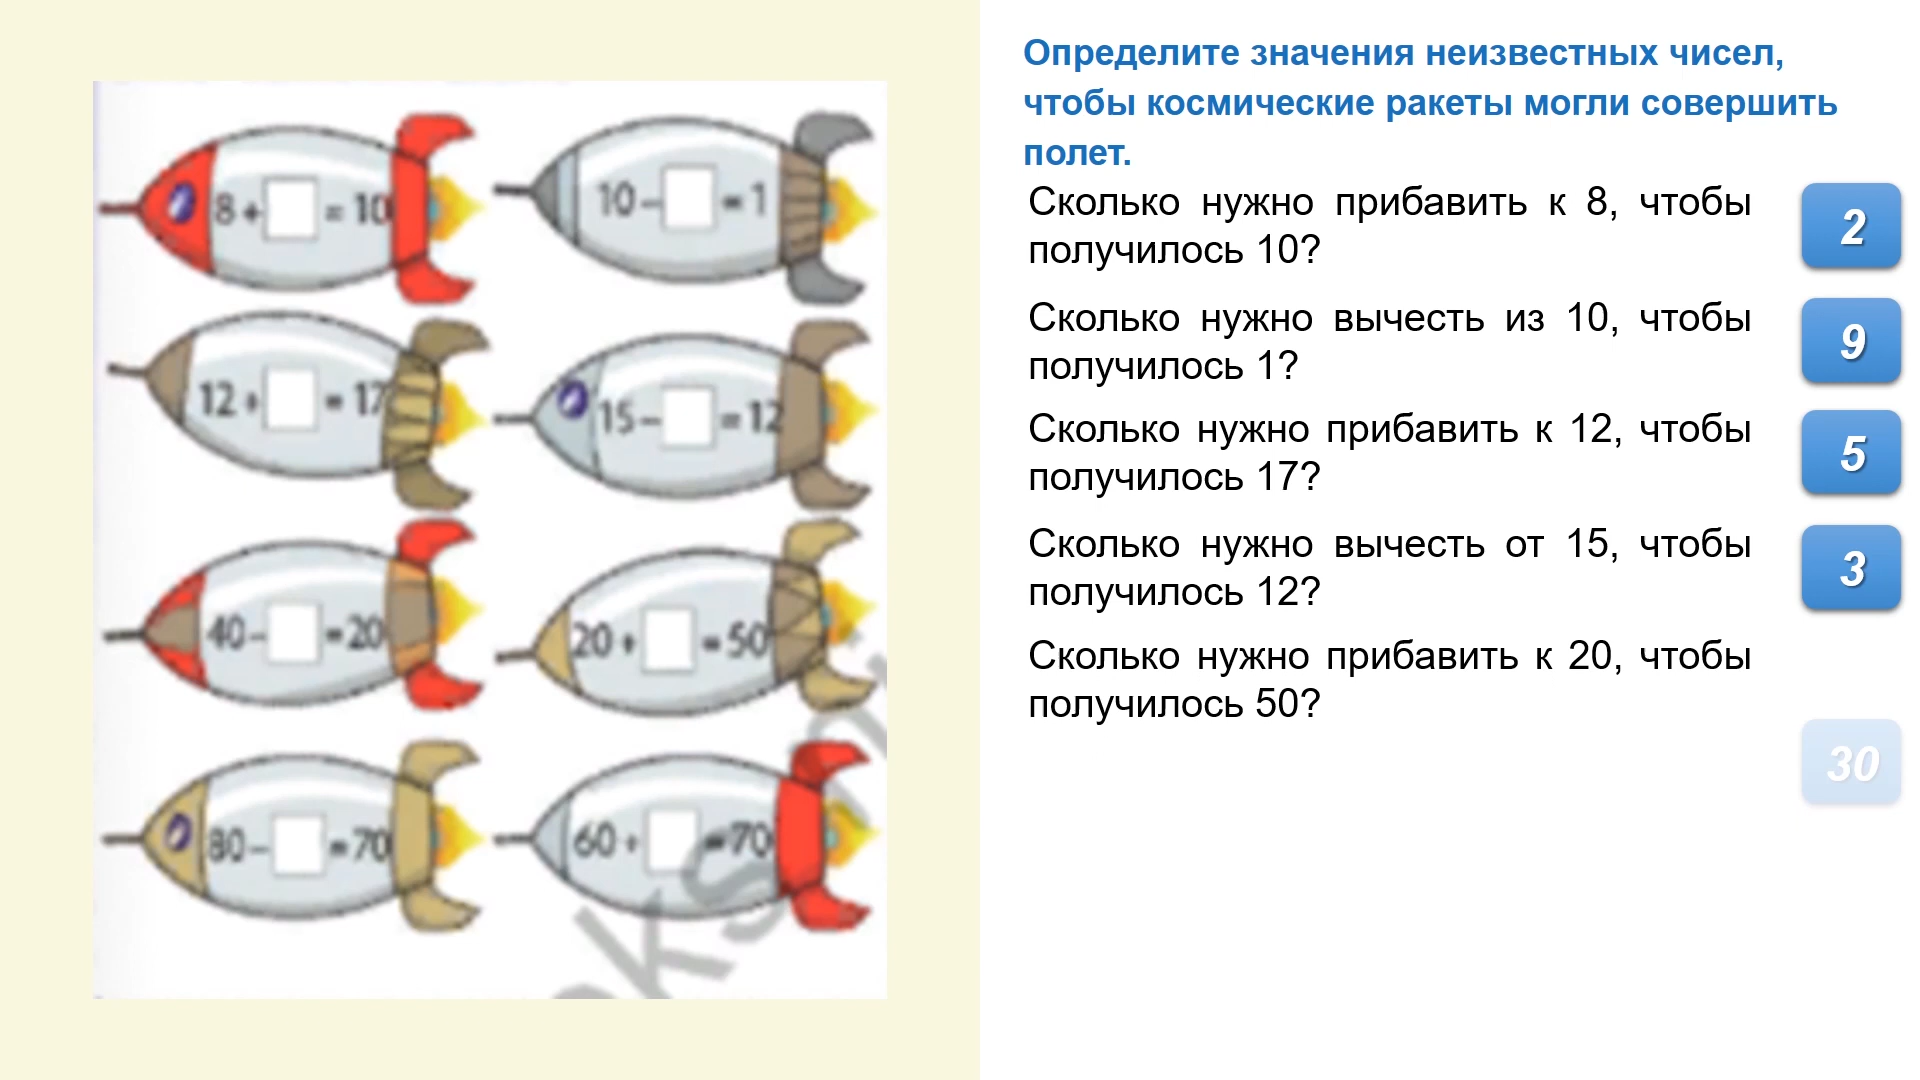 8 + = 10
10 – = 1
12 + = 17
15 – = 12
40 – = 20
20 + = 50
80 – = 70
60 + = 70
Определите значения неизвестных чисел,
чтобы космические ракеты могли совершить
полет.
Сколько нужно прибавить к 8, чтобы
получилось 10?
2
Сколько нужно вычесть из 10, чтобы
получилось 1?
9
Сколько нужно прибавить к 12, чтобы
получилось 17?
5
Сколько нужно вычесть от 15, чтобы
получилось 12?
3
Сколько нужно прибавить к 20, чтобы
получилось 50?
30